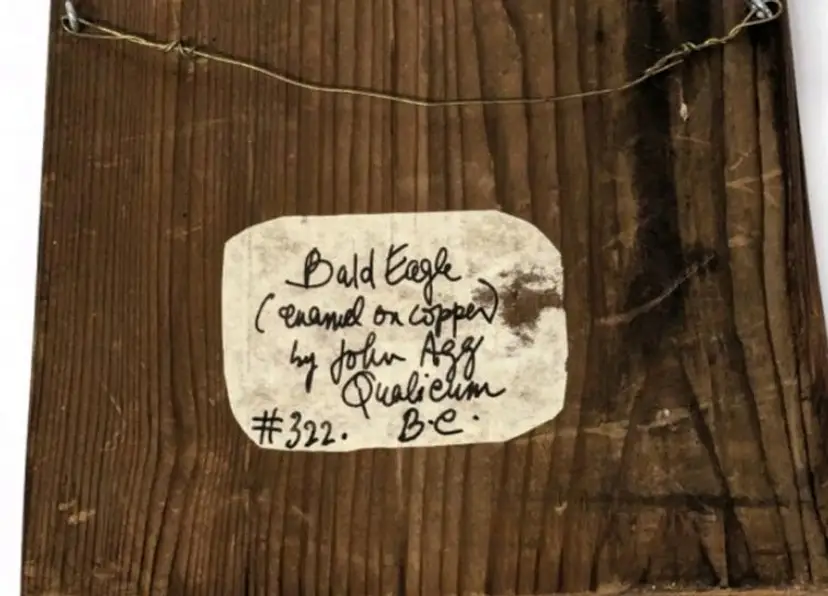 Bald Eagle
(enamel on copper)
by John Agg
Qualicum
#322. B.C.